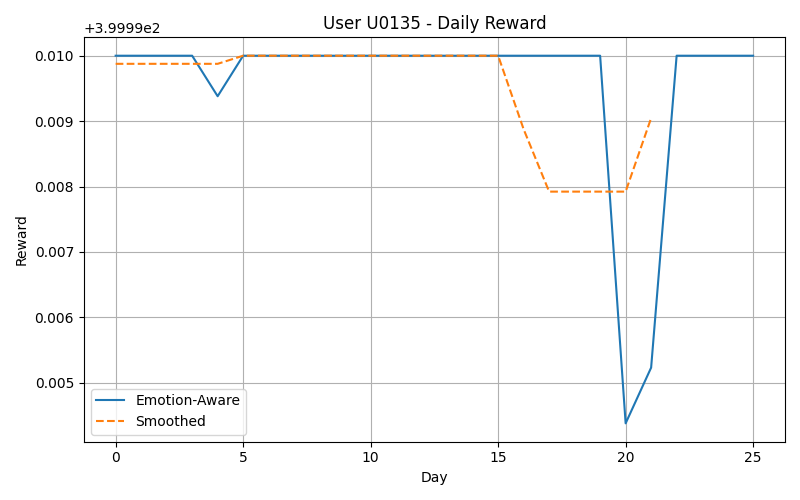 User U0135 - Daily Reward
+3.9999e2
0.010
0.009
0.008
0.007
0.006
0.005
Reward
Emotion-Aware
Smoothed
0 5 10 15 20 25
Day